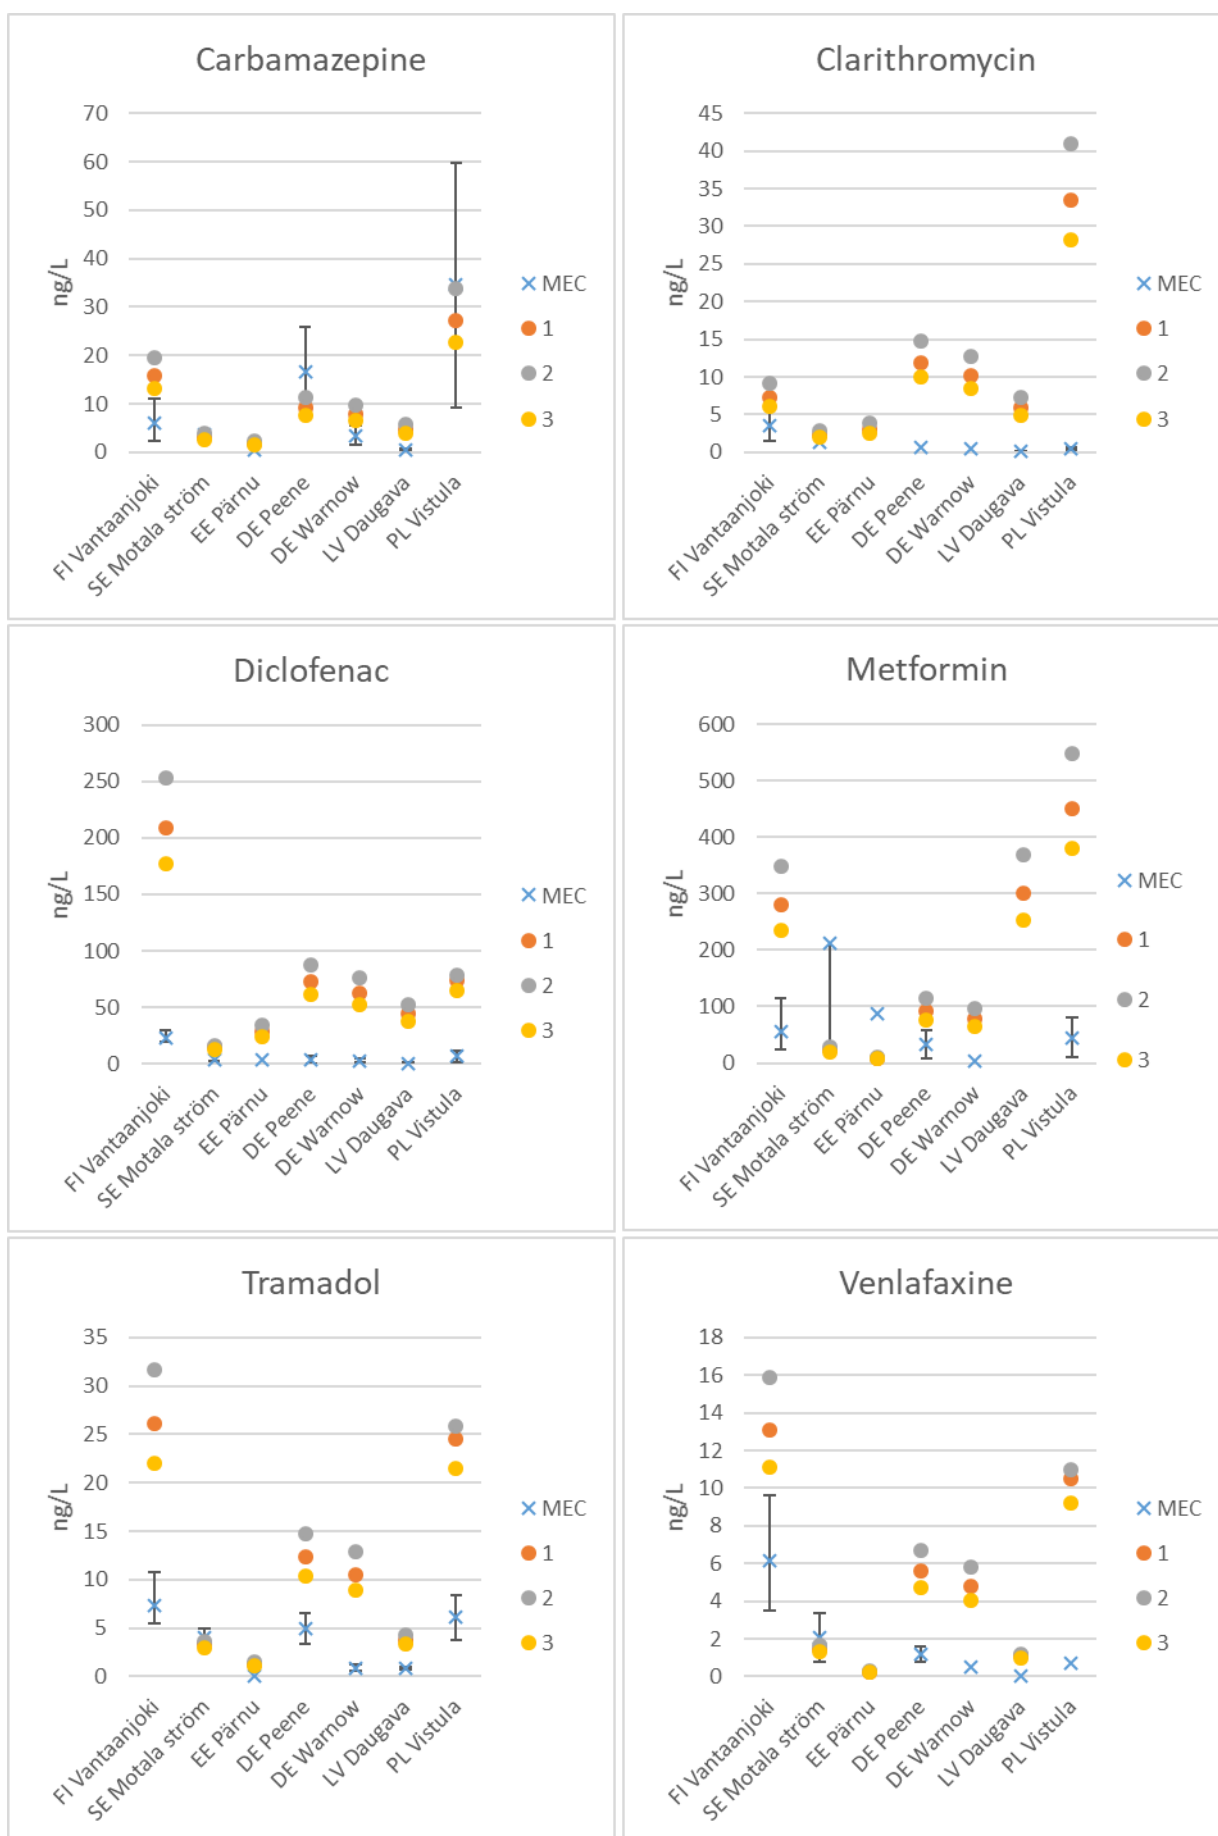 Carbamazepine
70
60
50
40
30
20
10
0
ng/L
FI Vantaanjoki
SE Motala ström
EE Pärnu
DE Peene
DE Warnow
LV Daugava
PL Vistula
MEC
1
2
3
Clarithromycin
45
40
35
30
25
20
15
10
5
0
ng/L
FI Vantaanjoki
SE Motala ström
EE Pärnu
DE Peene
DE Warnow
LV Daugava
PL Vistula
MEC
1
2
3
Diclofenac
300
250
200
150
100
50
0
ng/L
FI Vantaanjoki
SE Motala ström
EE Pärnu
DE Peene
DE Warnow
LV Daugava
PL Vistula
MEC
1
2
3
Metformin
600
500
400
300
200
100
0
ng/L
FI Vantaanjoki
SE Motala ström
EE Pärnu
DE Peene
DE Warnow
LV Daugava
PL Vistula
MEC
1
2
3
Tramadol
35
30
25
20
15
10
5
0
ng/L
FI Vantaanjoki
SE Motala ström
EE Pärnu
DE Peene
DE Warnow
LV Daugava
PL Vistula
MEC
1
2
3
Venlafaxine
18
16
14
12
10
8
6
4
2
0
ng/L
FI Vantaanjoki
SE Motala ström
EE Pärnu
DE Peene
DE Warnow
LV Daugava
PL Vistula
MEC
1
2
3